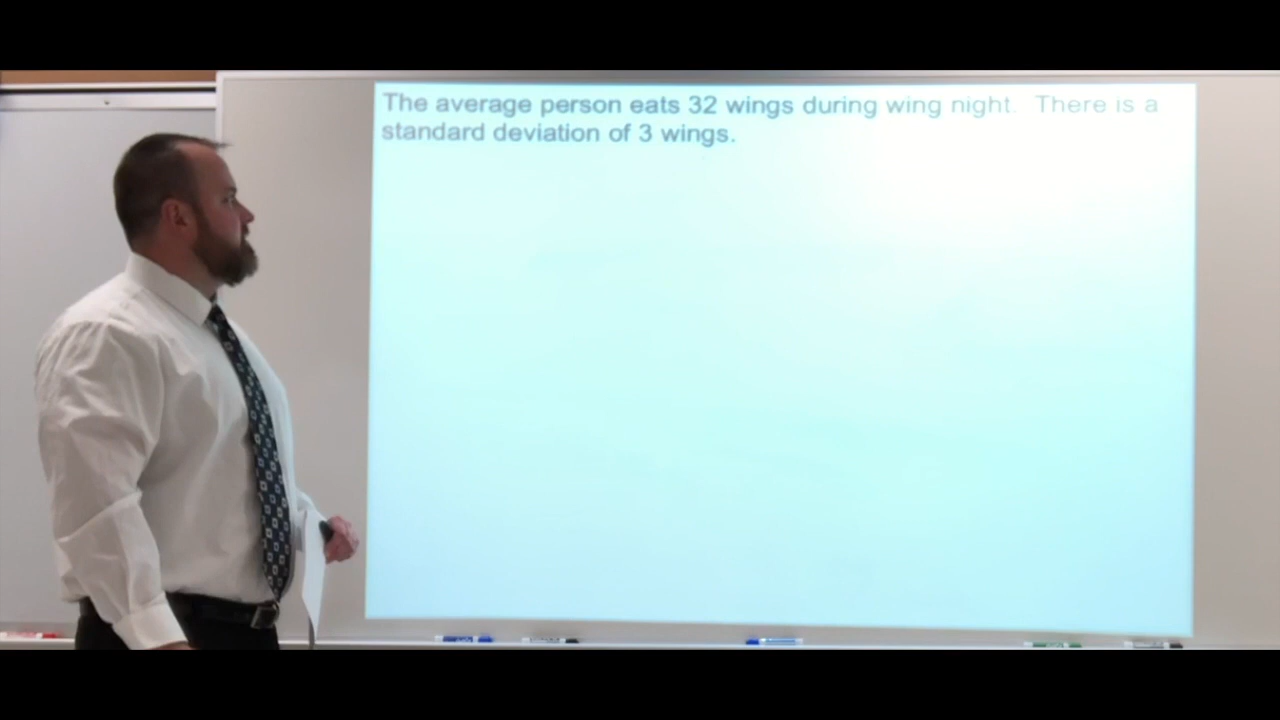 The average person eats 32 wings during wing night. There is a
standard deviation of 3 wings.